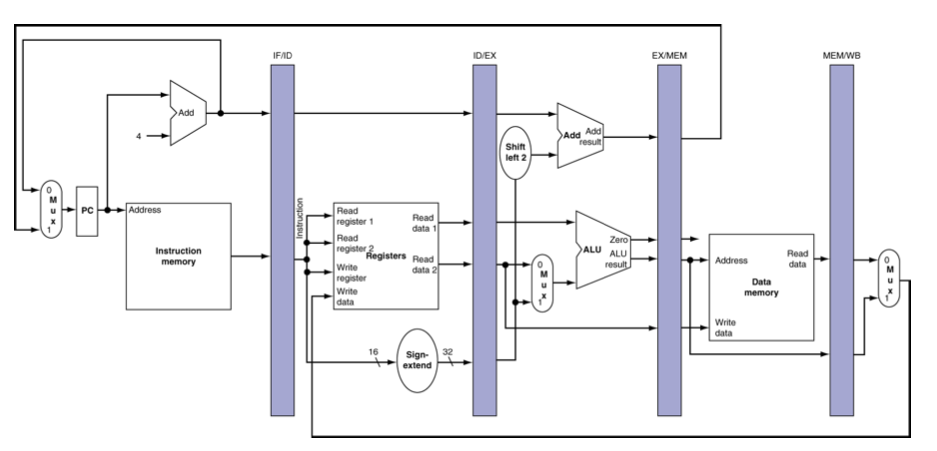 IF/ID
ID/EX
EX/MEM
MEM/WB
Add
4
Add
Add
result
Shift
left 2
0
M
u
x
1
PC
Address
Instruction
memory
Instruction
Read
register 1
Read
register 2
Write
register
Write
data
Registers
Read
data 1
Read
data 2
0
M
u
x
1
ALU
Zero
ALU
result
Address
Data
memory
Read
data
Write
data
0
M
u
x
1
16
Sign-
extend
32